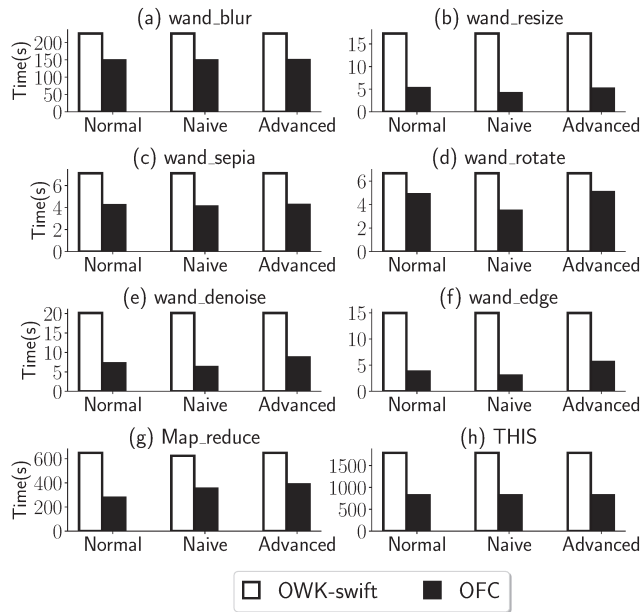 (a) wand_blur
(b) wand_resize
Time(s)
200
150
100
50
0
15
10
5
0
Normal Naive Advanced
Normal Naive Advanced
(c) wand_sepia
(d) wand_rotate
Time(s)
6
4
2
0
6
4
2
0
Normal Naive Advanced
Normal Naive Advanced
(e) wand_denoise
(f) wand_edge
Time(s)
20
15
10
5
0
15
10
5
0
Normal Naive Advanced
Normal Naive Advanced
(g) Map_reduce
(h) THIS
Time(s)
600
400
200
0
1500
1000
500
0
Normal Naive Advanced
Normal Naive Advanced
OWK-swift OFC